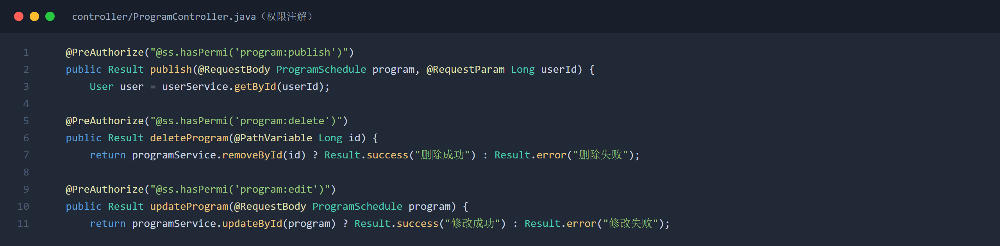 controller/ProgramController.java（权限注解）
1 @PreAuthorize("@ss.hasPermi('program:publish')")
2 public Result publish(@RequestBody ProgramSchedule program, @RequestParam Long userId) {
3 User user = userService.getById(userId);
4
5 @PreAuthorize("@ss.hasPermi('program:delete')")
6 public Result deleteProgram(@PathVariable Long id) {
7 return programService.removeById(id) ? Result.success("删除成功") : Result.error("删除失败");
8
9 @PreAuthorize("@ss.hasPermi('program:edit')")
10 public Result updateProgram(@RequestBody ProgramSchedule program) {
11 return programService.updateById(program) ? Result.success("修改成功") : Result.error("修改失败");